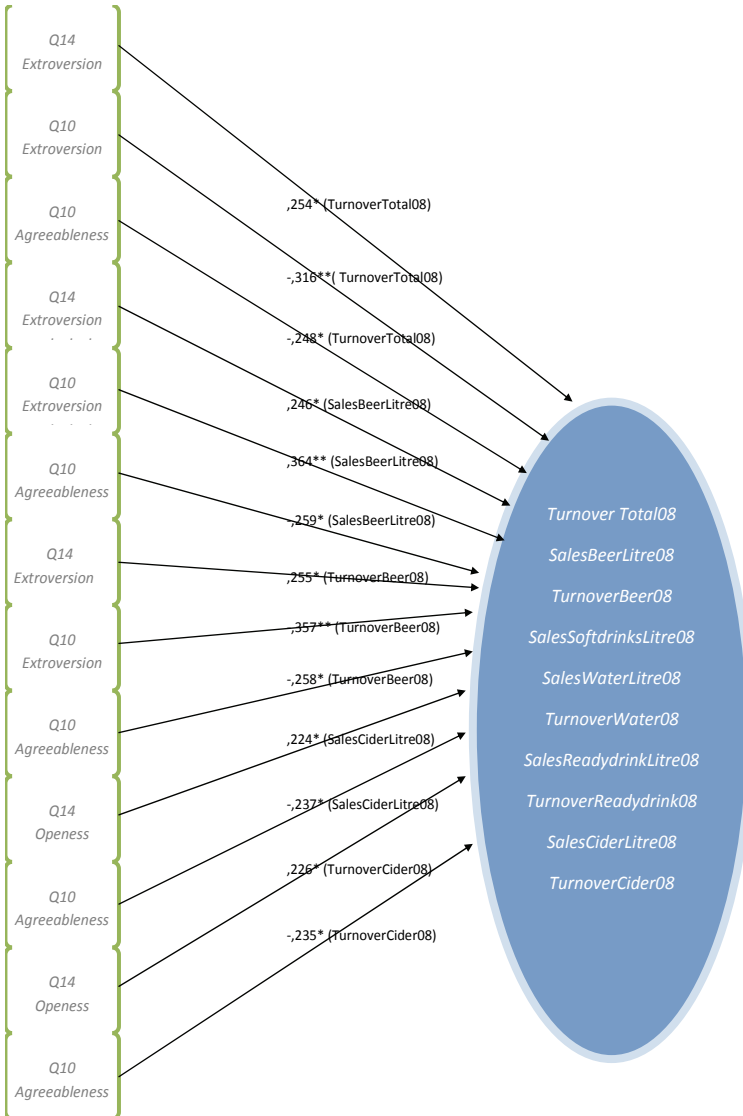 Q14
Extroversion
Q10
Extroversion
Q10
Agreeableness
Q14
Extroversion
Q10
Extroversion
Q10
Agreeableness
Q14
Extroversion
Q10
Extroversion
Q10
Agreeableness
Q14
Openess
Q10
Agreeableness
Q14
Openess
Q10
Agreeableness
,254* (TurnoverTotal08)
-,316**( TurnoverTotal08)
-,248* (TurnoverTotal08)
,246* (SalesBeerLitre08)
,364** (SalesBeerLitre08)
-,259* (SalesBeerLitre08)
,255* (TurnoverBeer08)
,357** (TurnoverBeer08)
-,258* (TurnoverBeer08)
,224* (SalesCiderLitre08)
-,237* (SalesCiderLitre08)
,226* (TurnoverCider08)
-,235* (TurnoverCider08)
Turnover Total08
SalesBeerLitre08
TurnoverBeer08
SalesSoftdrinksLitre08
SalesWaterLitre08
TurnoverWater08
SalesReadydrinkLitre08
TurnoverReadydrink08
SalesCiderLitre08
TurnoverCider08